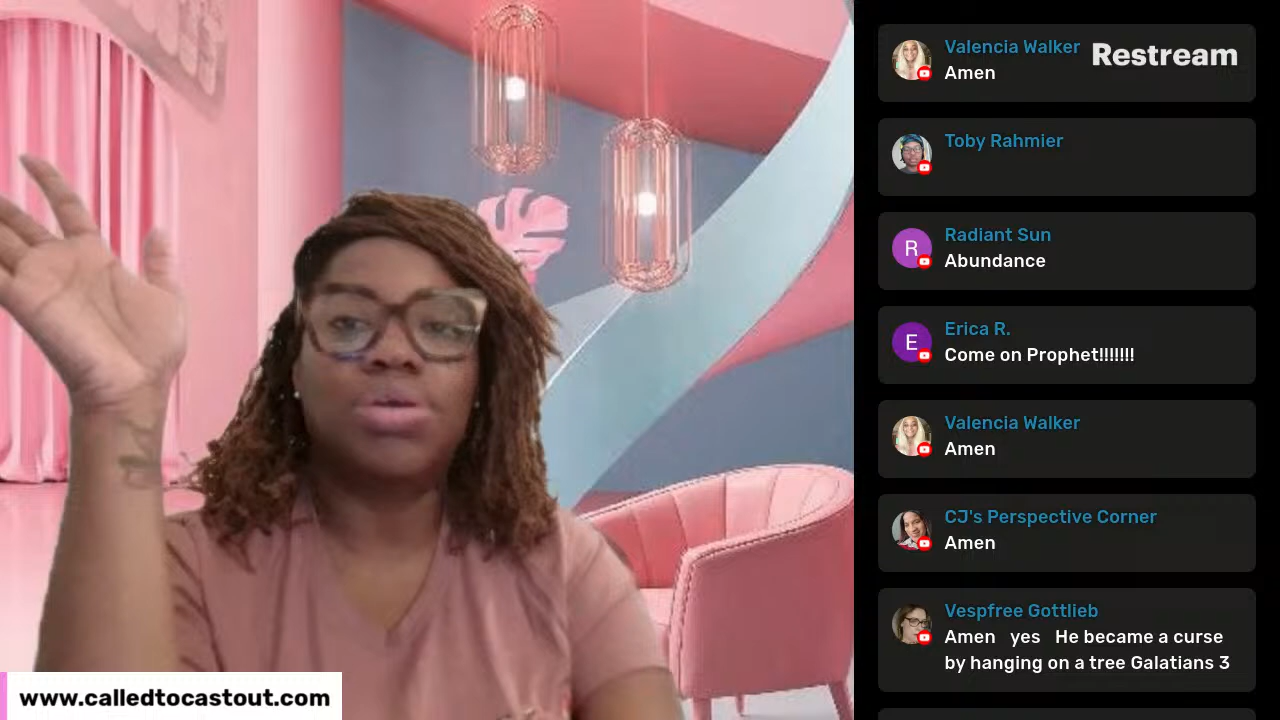 Valencia Walker
Restream
Amen
Toby Rahmier
R
Radiant Sun
Abundance
E
Erica R.
Come on Prophet!!!!!!!
Valencia Walker
Amen
CJ's Perspective Corner
Amen
Vespfree Gottlieb
Amen yes He became a curse
by hanging on a tree Galatians 3
www.calledtocastout.com